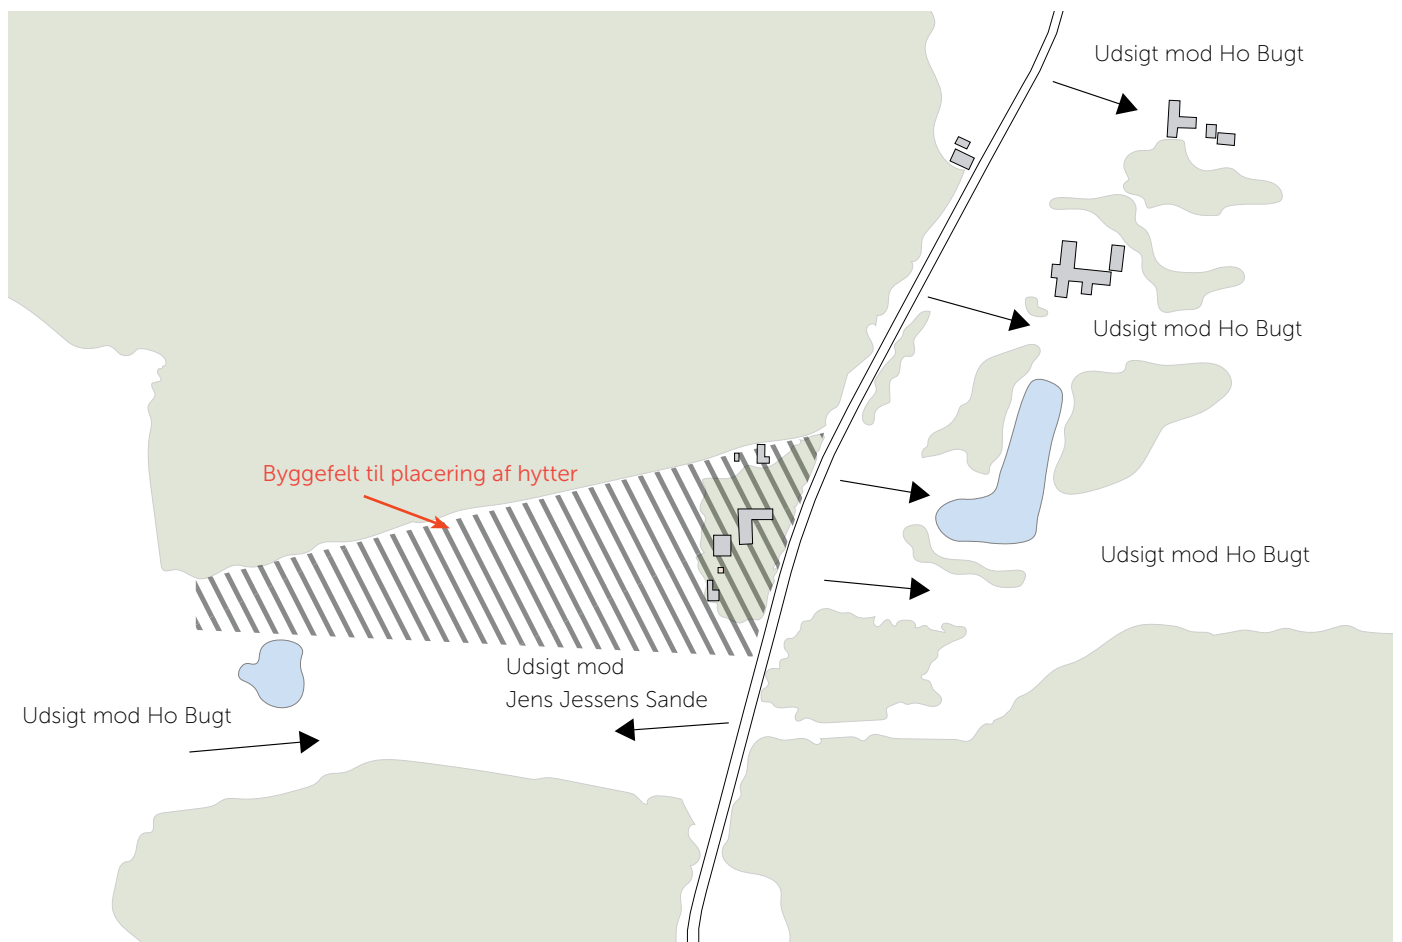 Udsigt mod Ho Bugt
Udsigt mod Ho Bugt
Byggefelt til placering af hytter
Udsigt mod Ho Bugt
Udsigt mod
Jens Jessens Sande
Udsigt mod Ho Bugt